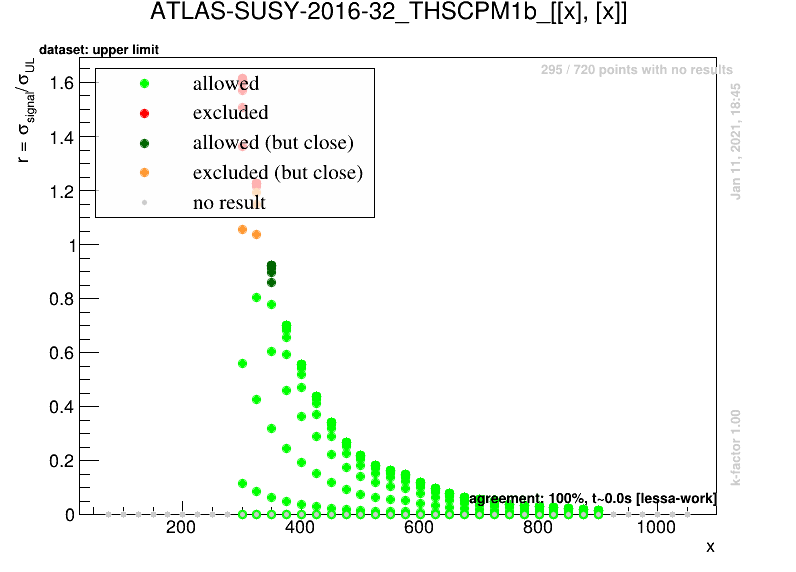 ATLAS-SUSY-2016-32_THSCPM1b_[[x], [x]]
dataset: upper limit
295 / 720 points with no results
r = σsignal/σUL
allowed
excluded
allowed (but close)
excluded (but close)
no result
1.6
1.4
1.2
1
0.8
0.6
0.4
0.2
0
200
400
600
800
1000
x
agreement: 100%, t~0.0s [lessa-work]
Jan 11, 2021, 18:45
k-factor 1.00